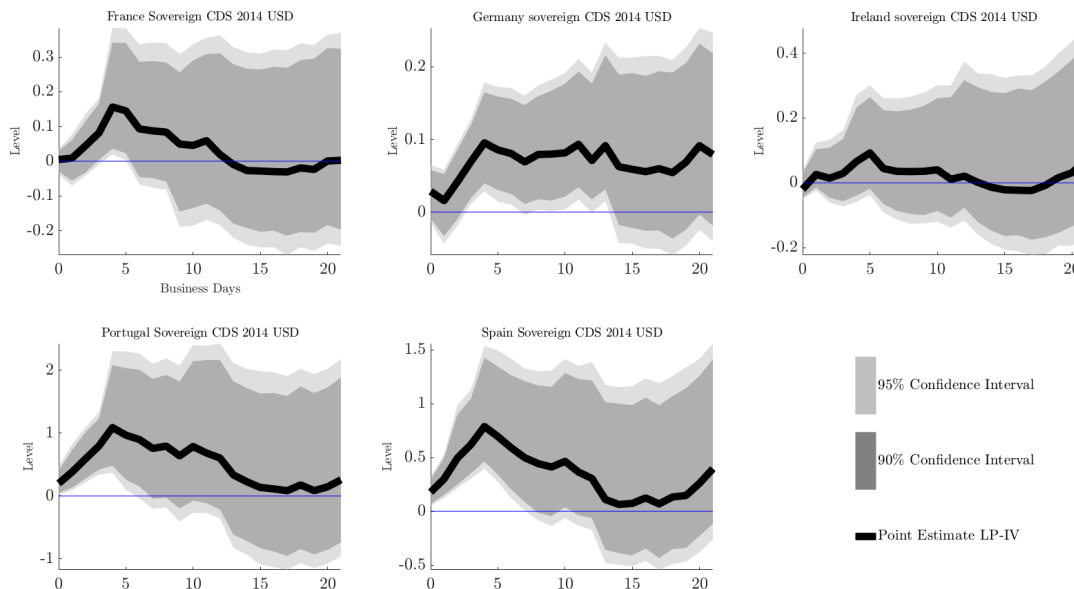 France Sovereign CDS 2014 USD
0.3
0.2
0.1
0
-0.1
-0.2
Level
0 5 10 15 20
Business Days
Germany sovereign CDS 2014 USD
0.2
0.1
0
Level
0 5 10 15 20
Ireland sovereign CDS 2014 USD
0.4
0.2
0
-0.2
Level
0 5 10 15 20
Portugal Sovereign CDS 2014 USD
2
1
0
-1
Level
0 5 10 15 20
Spain Sovereign CDS 2014 USD
1.5
1
0.5
0
-0.5
Level
0 5 10 15 20
95% Confidence Interval
90% Confidence Interval
Point Estimate LP-IV